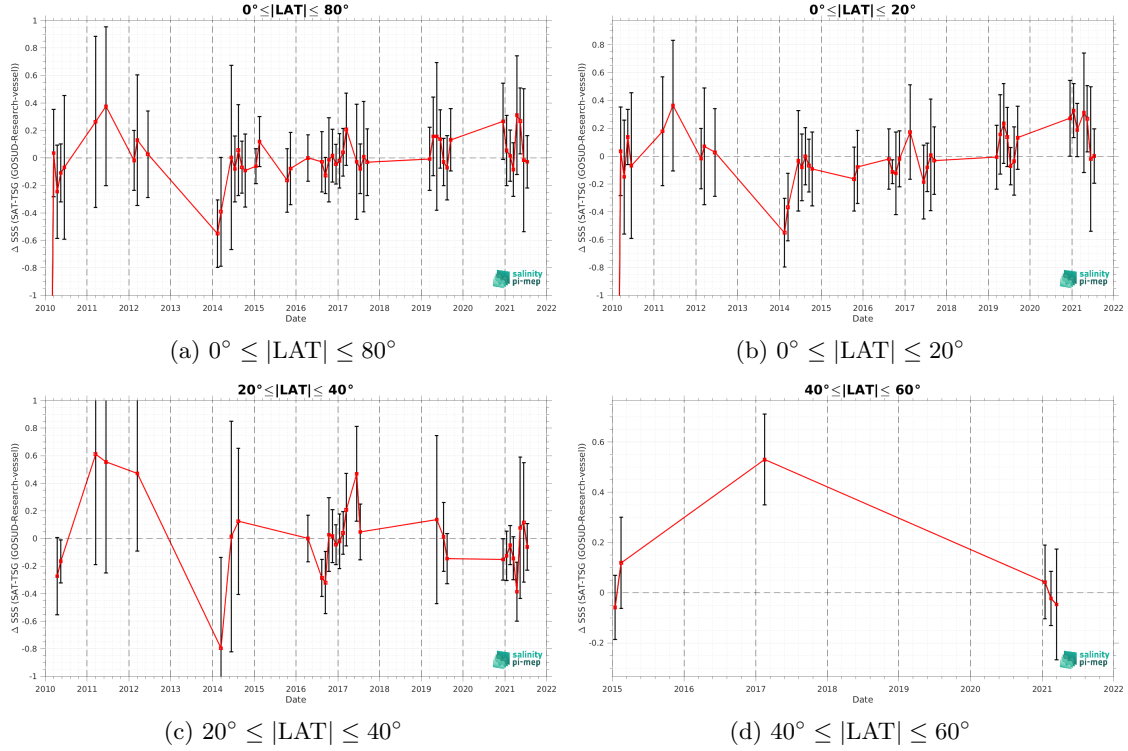 0°≤|LAT|≤ 80°
Δ SSS (SAT-TSG (GOSUD-Research-vessel))
1
0.8
0.6
0.4
0.2
0
-0.2
-0.4
-0.6
-0.8
-1
2010 2011 2012 2013 2014 2015 2016 2017 2018 2019 2020 2021 2022
Date
salinity
pi-mep
(a) 0° ≤ |LAT| ≤ 80°
0°≤|LAT|≤ 20°
Δ SSS (SAT-TSG (GOSUD-Research-vessel))
0.8
0.6
0.4
0.2
0
-0.2
-0.4
-0.6
-0.8
-1
2010 2011 2012 2013 2014 2015 2016 2017 2018 2019 2020 2021 2022
Date
salinity
pi-mep
(b) 0° ≤ |LAT| ≤ 20°
20°≤|LAT|≤ 40°
Δ SSS (SAT-TSG (GOSUD-Research-vessel))
1
0.8
0.6
0.4
0.2
0
-0.2
-0.4
-0.6
-0.8
-1
2010 2011 2012 2013 2014 2015 2016 2017 2018 2019 2020 2021 2022
Date
salinity
pi-mep
(c) 20° ≤ |LAT| ≤ 40°
40°≤|LAT|≤ 60°
Δ SSS (SAT-TSG (GOSUD-Research-vessel))
0.6
0.4
0.2
0
-0.2
2015 2016 2017 2018 2019 2020 2021 2022
Date
salinity
pi-mep
(d) 40° ≤ |LAT| ≤ 60°